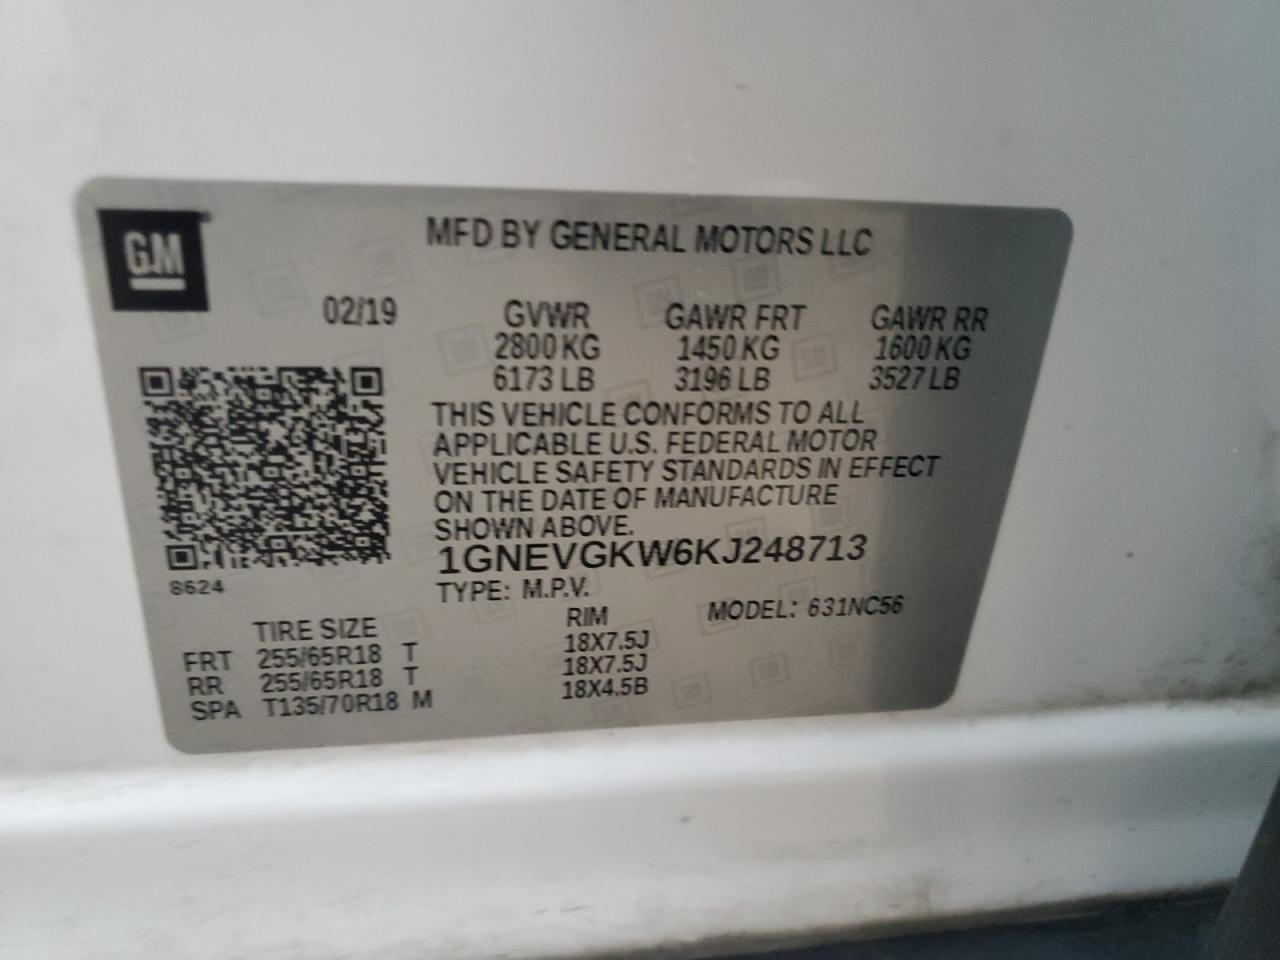 GM
MFD BY GENERAL MOTORS LLC
02/19 GVWR GAWR FRT GAWR RR
2800 KG 1450 KG 1600 KG
6173 LB 3196 LB 3527 LB
THIS VEHICLE CONFORMS TO ALL
APPLICABLE U.S. FEDERAL MOTOR
VEHICLE SAFETY STANDARDS IN EFFECT
ON THE DATE OF MANUFACTURE
SHOWN ABOVE.
1GNEVGKW6KJ248713
8624
TYPE: M.P.V. MODEL: 631NC56
TIRE SIZE RIM
FRT 255/65R18 T 18X7.5J
RR 255/65R18 T 18X7.5J
SPA T135/70R18 M 18X4.5B